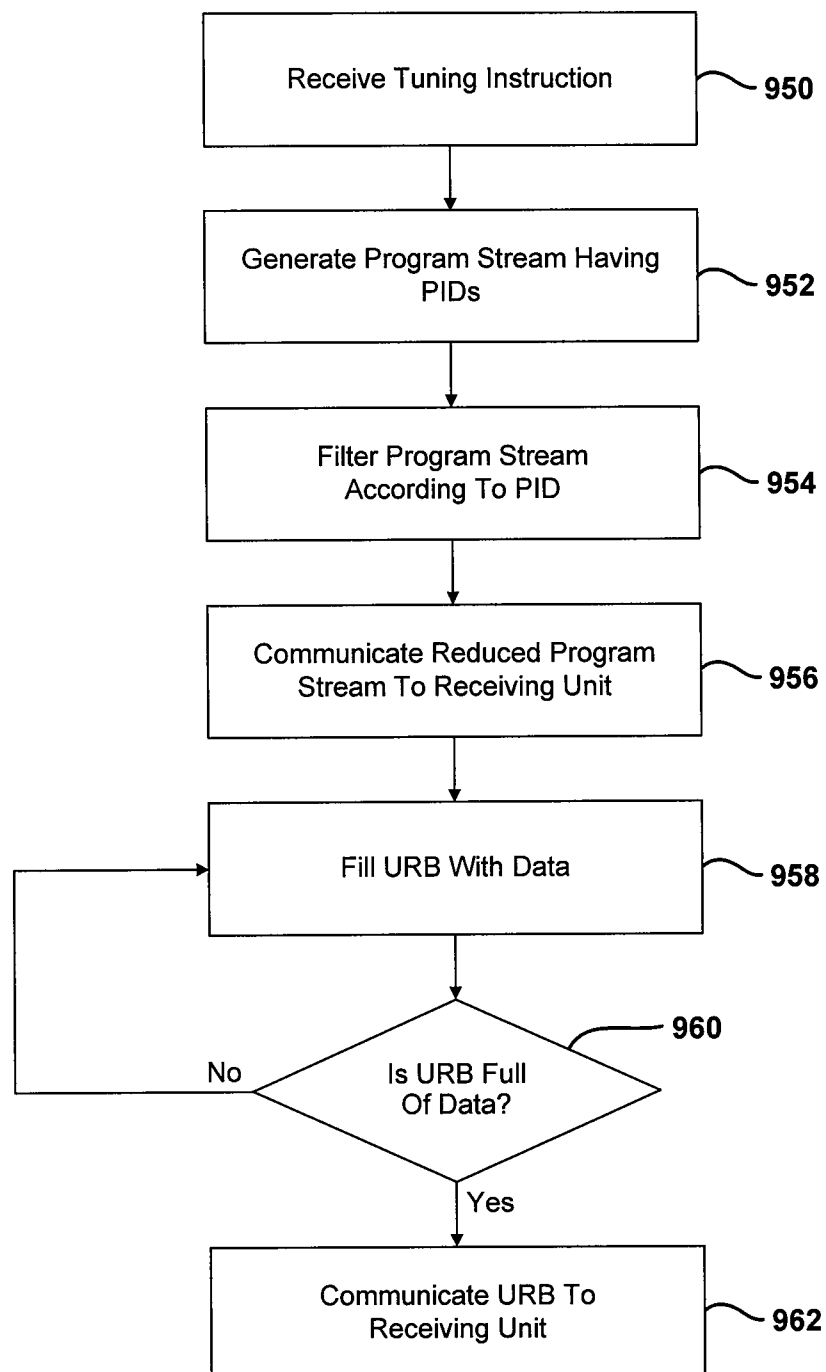 Receive Tuning Instruction
950
Generate Program Stream Having
PIDs
952
Filter Program Stream
According To PID
954
Communicate Reduced Program
Stream To Receiving Unit
956
Fill URB With Data
958
960
Is URB Full
Of Data?
No
Yes
Communicate URB To
Receiving Unit
962